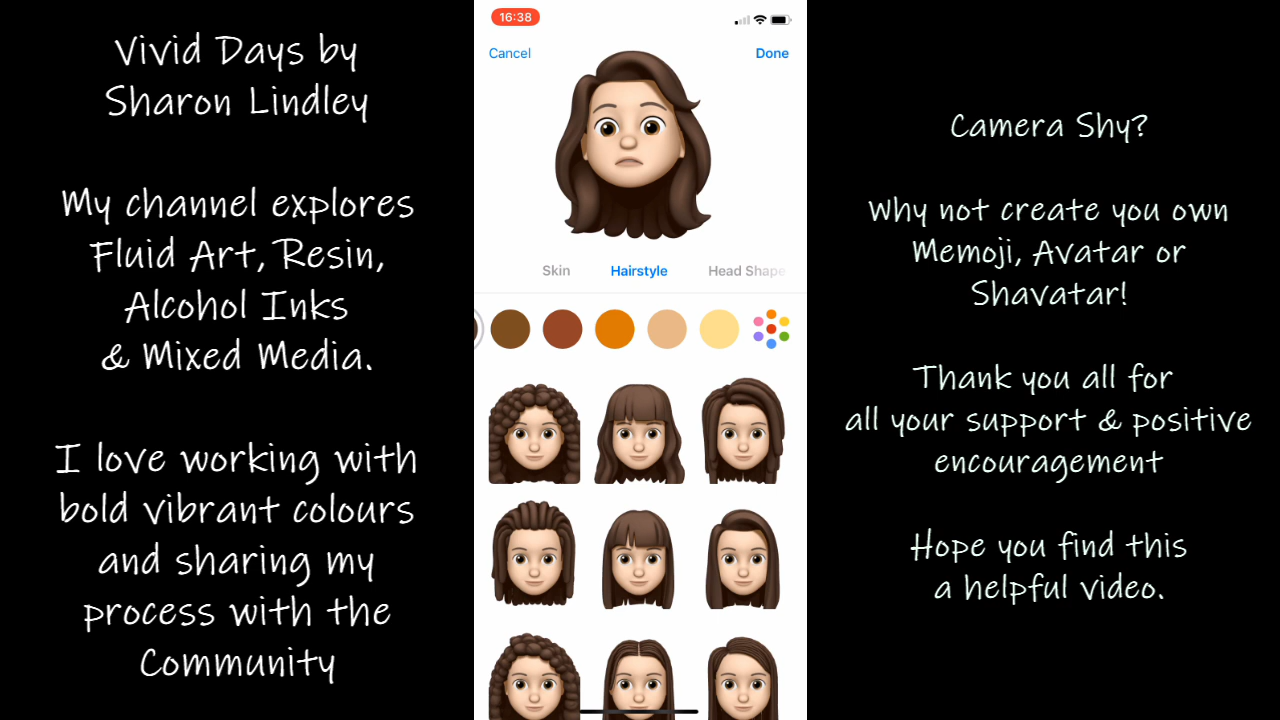 Vivid Days by
Sharon Lindley
My channel explores
Fluid Art, Resin,
Alcohol Inks
& Mixed Media.
I love working with
bold vibrant colours
and sharing my
process with the
Community
16:38
Cancel
Done
Skin
Hairstyle
Head Shape
Camera Shy?
Why not create you own
Memoji, Avatar or
Shavatar!
Thank you all for
all your support & positive
encouragement
Hope you find this
a helpful video.